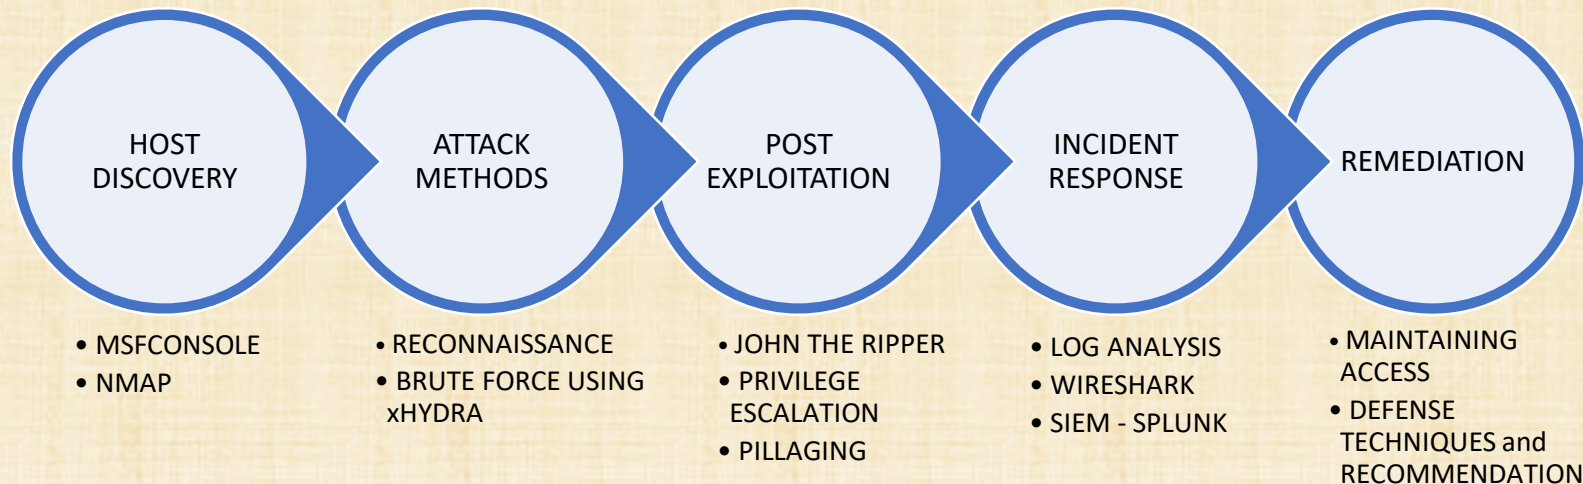 HOST
DISCOVERY
• MSFCONSOLE
• NMAP
ATTACK
METHODS
• RECONNAISSANCE
• BRUTE FORCE USING
xHYDRA
POST
EXPLOITATION
• JOHN THE RIPPER
• PRIVILEGE
ESCALATION
• PILLAGING
INCIDENT
RESPONSE
• LOG ANALYSIS
• WIRESHARK
• SIEM - SPLUNK
REMEDIATION
• MAINTAINING
ACCESS
• DEFENSE
TECHNIQUES and
RECOMMENDATION